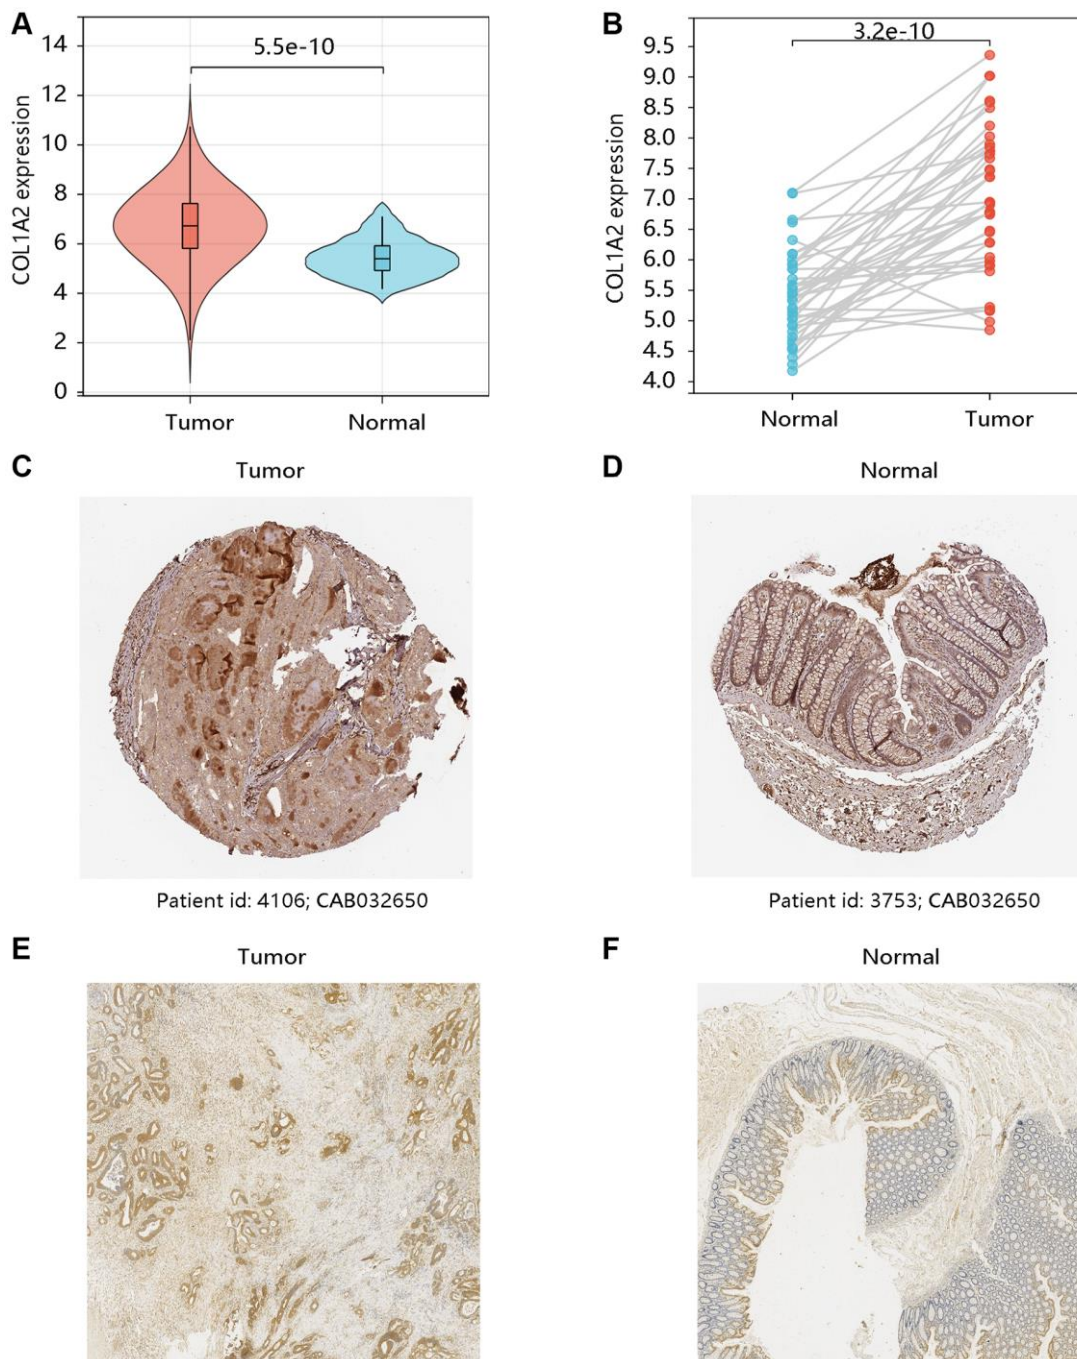 A
5.5e-10
COL1A2 expression
14
12
10
8
6
4
2
0
Tumor
Normal
B
3.2e-10
COL1A2 expression
9.5
9.0
8.5
8.0
7.5
7.0
6.5
6.0
5.5
5.0
4.5
4.0
Normal
Tumor
C
Tumor
Patient id: 4106; CAB032650
D
Normal
Patient id: 3753; CAB032650
E
Tumor
F
Normal